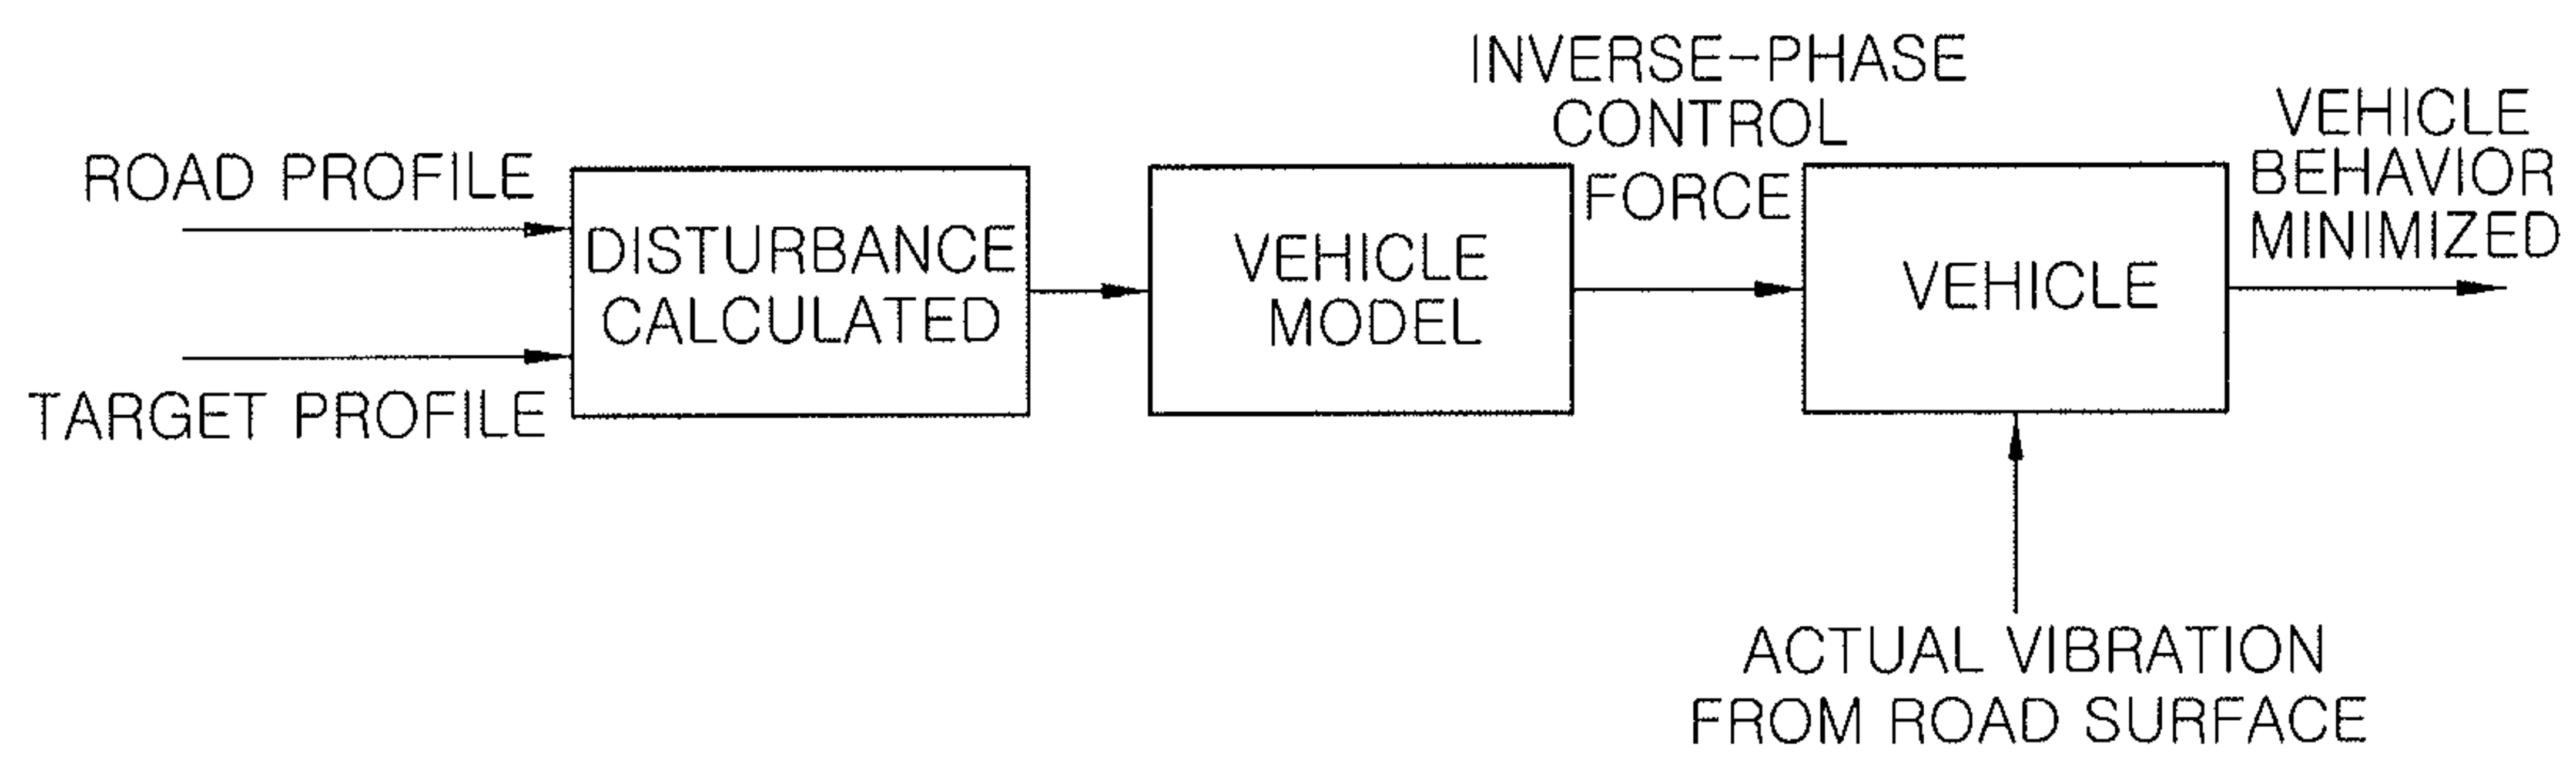 ROAD PROFILE
TARGET PROFILE
DISTURBANCE
CALCULATED
VEHICLE
MODEL
INVERSE-PHASE
CONTROL
FORCE
VEHICLE
VEHICLE
BEHAVIOR
MINIMIZED
ACTUAL VIBRATION
FROM ROAD SURFACE